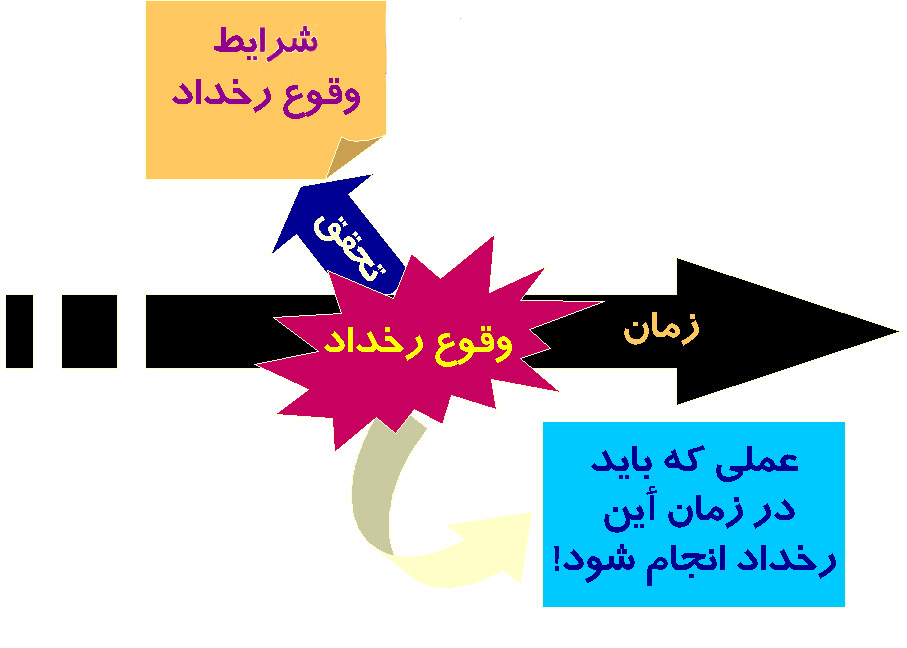 شرایط
وقوع رخداد
تحقق
وقوع رخداد
زمان
عملی که باید
در زمان أین
رخداد انجام شود!